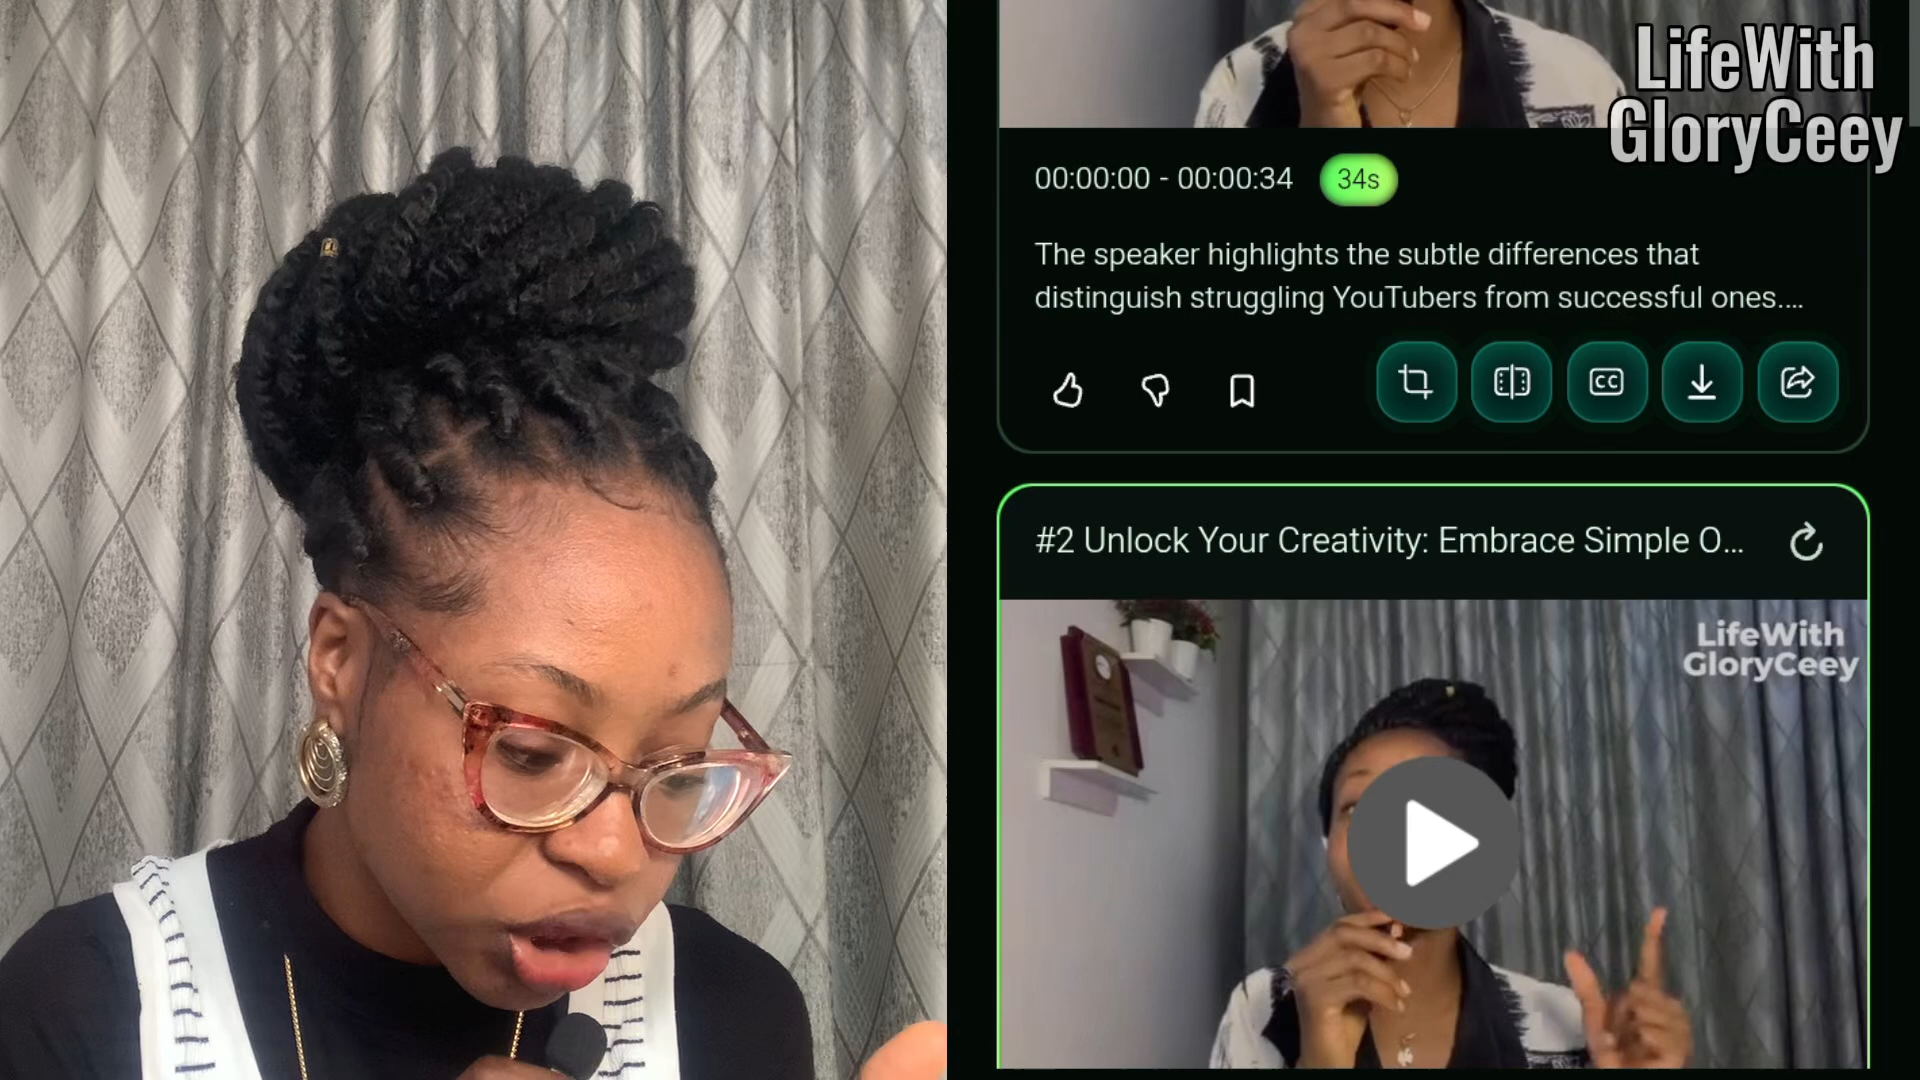 LifeWith
GloryCeey
00:00:00 - 00:00:34 34s
The speaker highlights the subtle differences that
distinguish struggling YouTubers from successful ones....
CC
#2 Unlock Your Creativity: Embrace Simple O...
LifeWith
GloryCeey